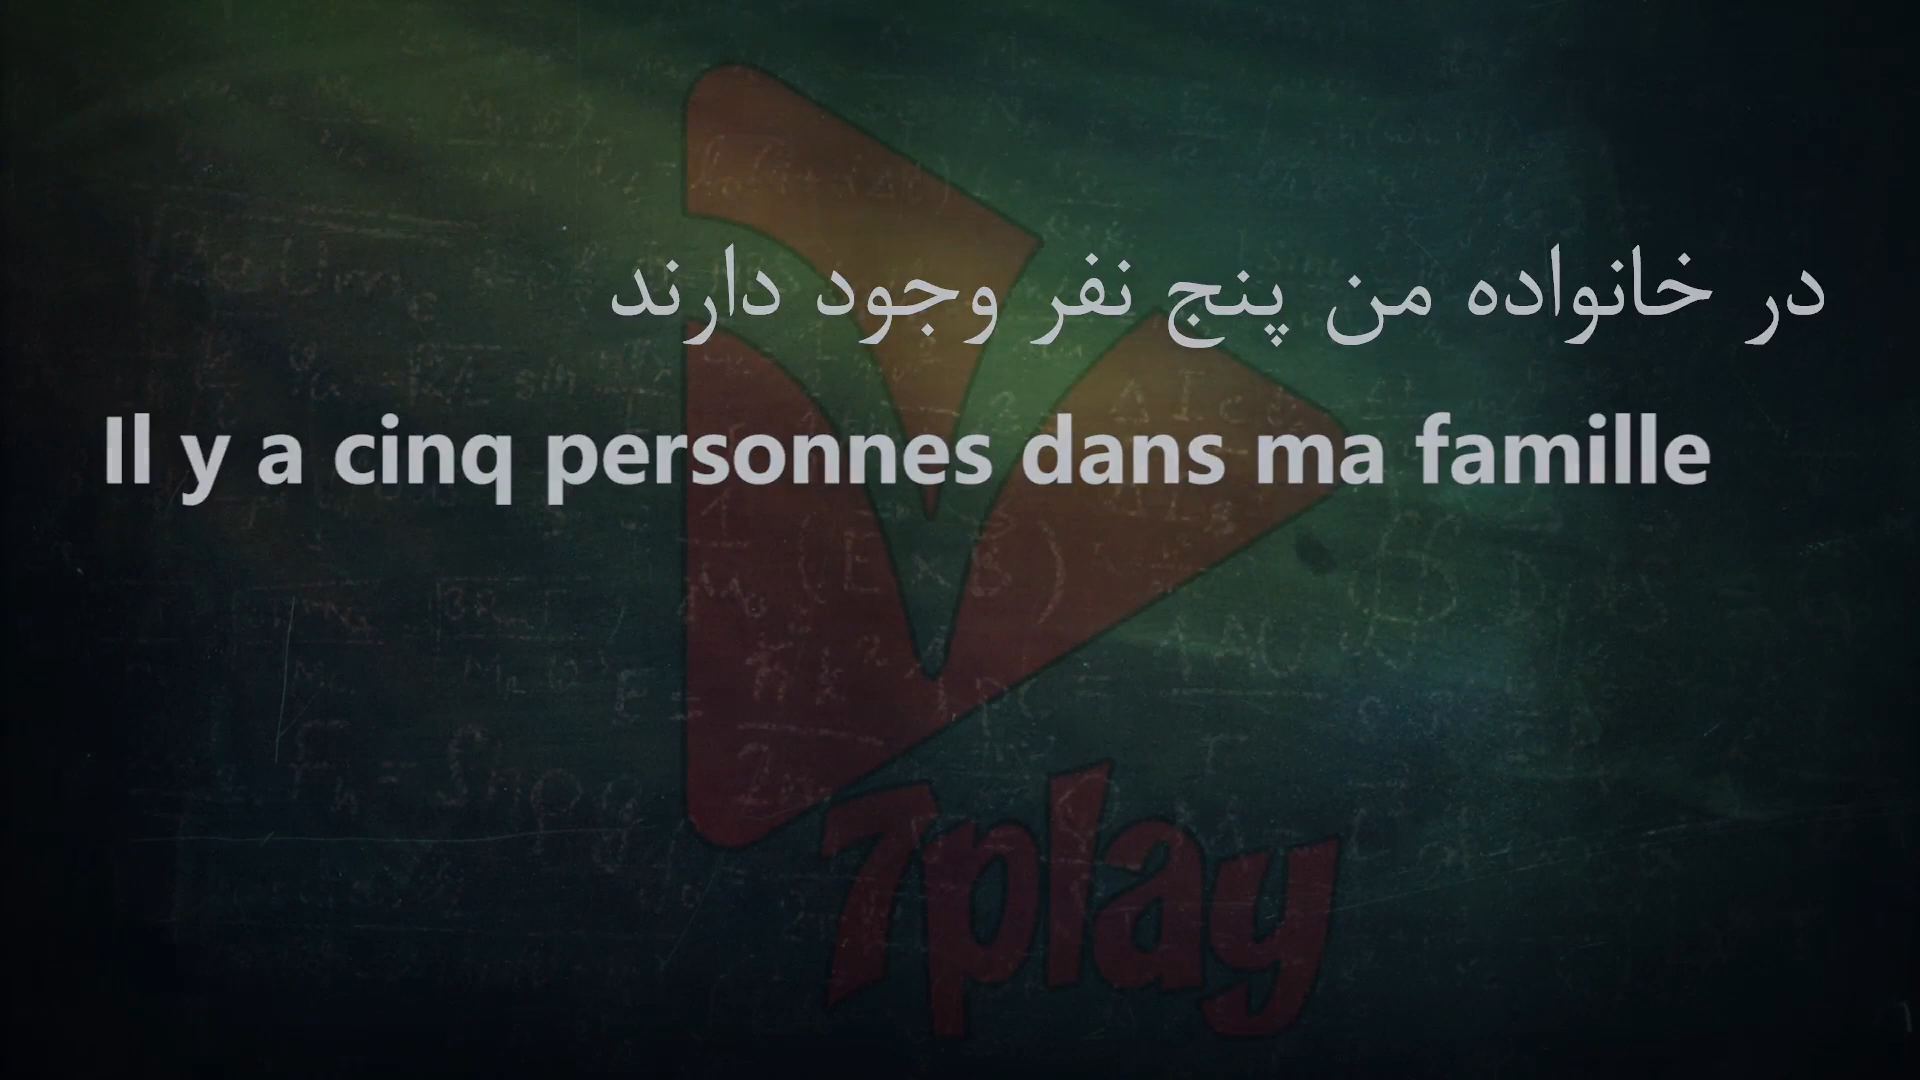 در خانواده من پنج نفر وجود دارند
Il y a cinq personnes dans ma famille
7play